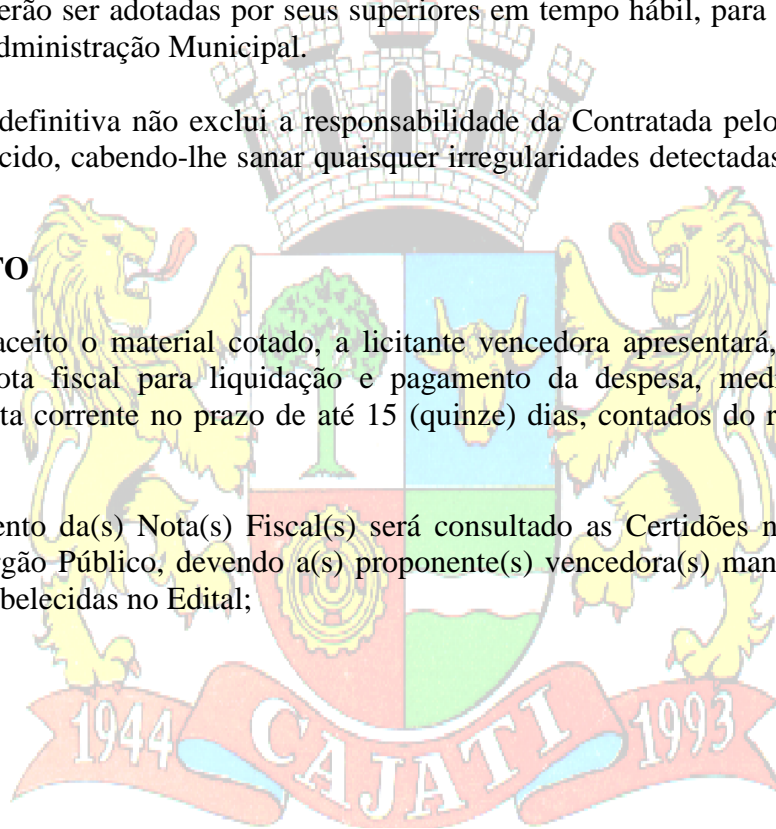 erão ser adotadas por seus superiores em tempo hábil, para
dministração Municipal.
definitiva não exclui a responsabilidade da Contratada pelo
cido, cabendo-lhe sanar quaisquer irregularidades detectadas
TO
aceito o material cotado, a licitante vencedora apresentará,
ota fiscal para liquidação e pagamento da despesa, medi
ta corrente no prazo de até 15 (quinze) dias, contados do r
ento da(s) Nota(s) Fiscal(s) será consultado as Certidões n
rgão Público, devendo a(s) proponente(s) vencedora(s) man
belecidas no Edital;
1944 CAJATI 1993